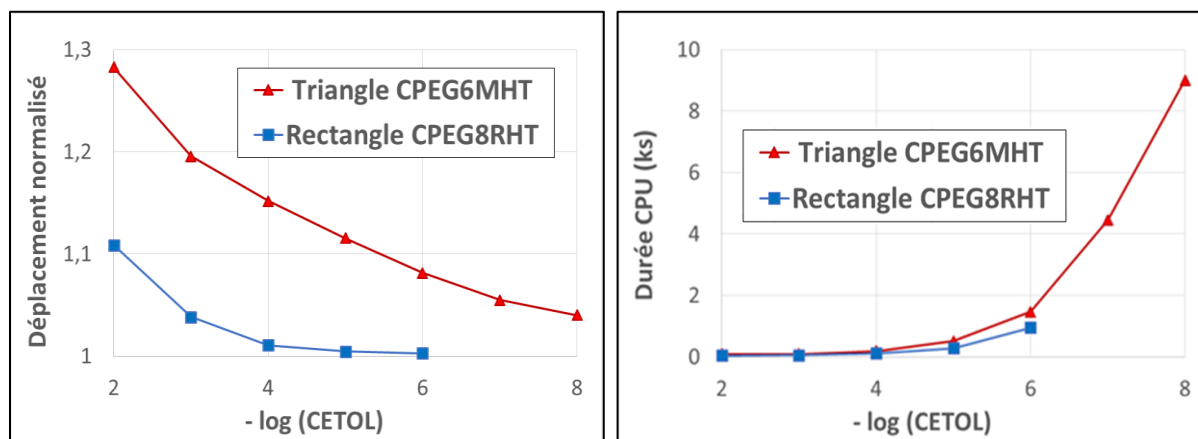 Déplacement normalisé
1,3
1,2
1,1
1
2
4
6
8
- log (CETOL)
Triangle CPEG6MHT
Rectangle CPEG8RHT
Durée CPU (ks)
10
8
6
4
2
0
2
4
6
8
- log (CETOL)
Triangle CPEG6MHT
Rectangle CPEG8RHT